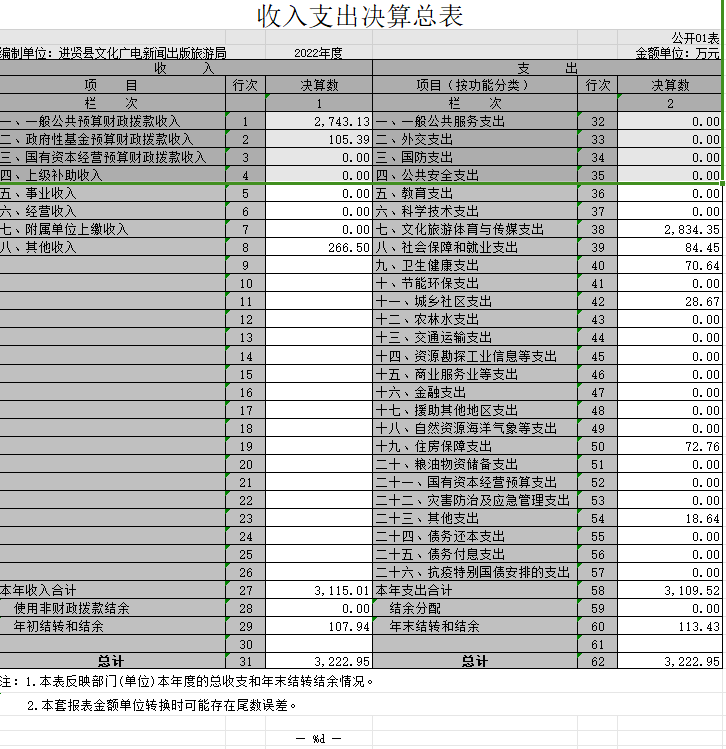 收入支出决算总表
公开01表
编制单位：进贤县文化广电新闻出版旅游局 2022年度 金额单位：万元
收 入 支 出
项 目 行次 决算数 项目（按功能分类） 行次 决算数
栏 次 1 栏 次 2
一、一般公共预算财政拨款收入 1 2,743.13 一、一般公共服务支出 32 0.00
二、政府性基金预算财政拨款收入 2 105.39 二、外交支出 33 0.00
三、国有资本经营预算财政拨款收入 3 0.00 三、国防支出 34 0.00
四、上级补助收入 4 0.00 四、公共安全支出 35 0.00
五、事业收入 5 0.00 五、教育支出 36 0.00
六、经营收入 6 0.00 六、科学技术支出 37 0.00
七、附属单位上缴收入 7 0.00 七、文化旅游体育与传媒支出 38 2,834.35
八、其他收入 8 266.50 八、社会保障和就业支出 39 84.45
9 九、卫生健康支出 40 70.64
10 十、节能环保支出 41 0.00
11 十一、城乡社区支出 42 28.67
12 十二、农林水支出 43 0.00
13 十三、交通运输支出 44 0.00
14 十四、资源勘探工业信息等支出 45 0.00
15 十五、商业服务业等支出 46 0.00
16 十六、金融支出 47 0.00
17 十七、援助其他地区支出 48 0.00
18 十八、自然资源海洋气象等支出 49 0.00
19 十九、住房保障支出 50 72.76
20 二十、粮油物资储备支出 51 0.00
21 二十一、国有资本经营预算支出 52 0.00
22 二十二、灾害防治及应急管理支出 53 0.00
23 二十三、其他支出 54 18.64
24 二十四、债务还本支出 55 0.00
25 二十五、债务付息支出 56 0.00
26 二十六、抗疫特别国债安排的支出 57 0.00
本年收入合计 27 3,115.01 本年支出合计 58 3,109.52
使用非财政拨款结余 28 0.00 结余分配 59 0.00
年初结转和结余 29 107.94 年末结转和结余 60 113.43
30 61
总计 31 3,222.95 总计 62 3,222.95
注：1.本表反映部门(单位)本年度的总收支和年末结转结余情况。
2.本套报表金额单位转换时可能存在尾数误差。
— %d —